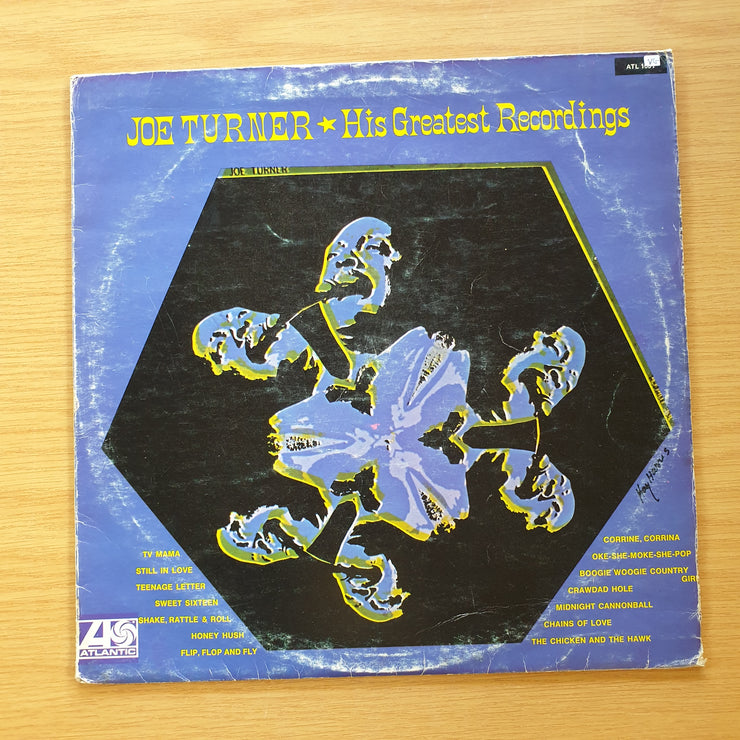 ATL
JOE TURNER ★ His Greatest Recordings
JOE TURNER
Kay Harris
TV MAMA
STILL IN LOVE
TEENAGE LETTER
SWEET SIXTEEN
SHAKE, RATTLE & ROLL
HONEY HUSH
FLIP, FLOP AND FLY
CORRINE, CORRINA
OKE-SHE-MOKE-SHE-POP
BOOGIE WOOGIE COUNTRY
GIRL
CRAWDAD HOLE
MIDNIGHT CANNONBALL
CHAINS OF LOVE
THE CHICKEN AND THE HAWK
ATLANTIC